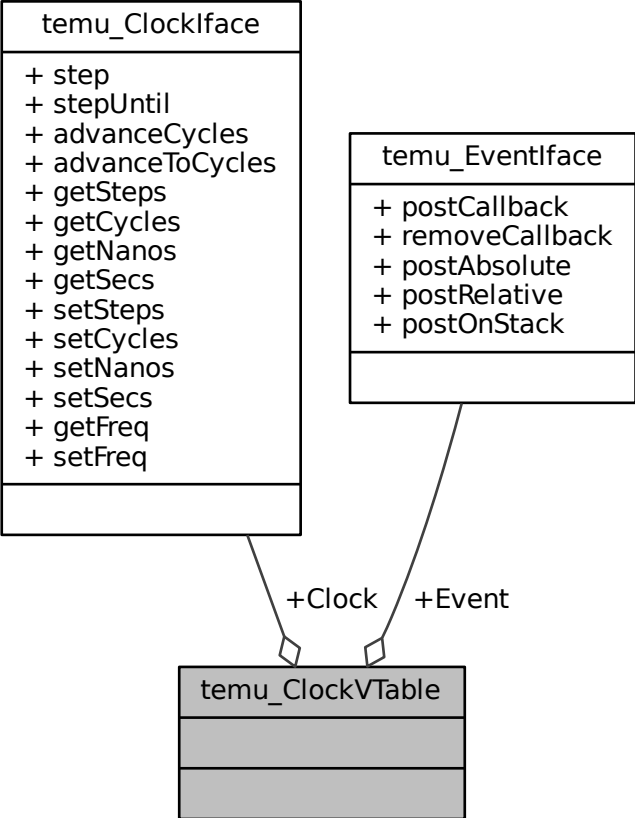 temu_ClockIface
+ step
+ stepUntil
+ advanceCycles
+ advanceToCycles
+ getSteps
+ getCycles
+ getNanos
+ getSecs
+ setSteps
+ setCycles
+ setNanos
+ setSecs
+ getFreq
+ setFreq
temu_EventIface
+ postCallback
+ removeCallback
+ postAbsolute
+ postRelative
+ postOnStack
+Clock
+Event
temu_ClockVTable